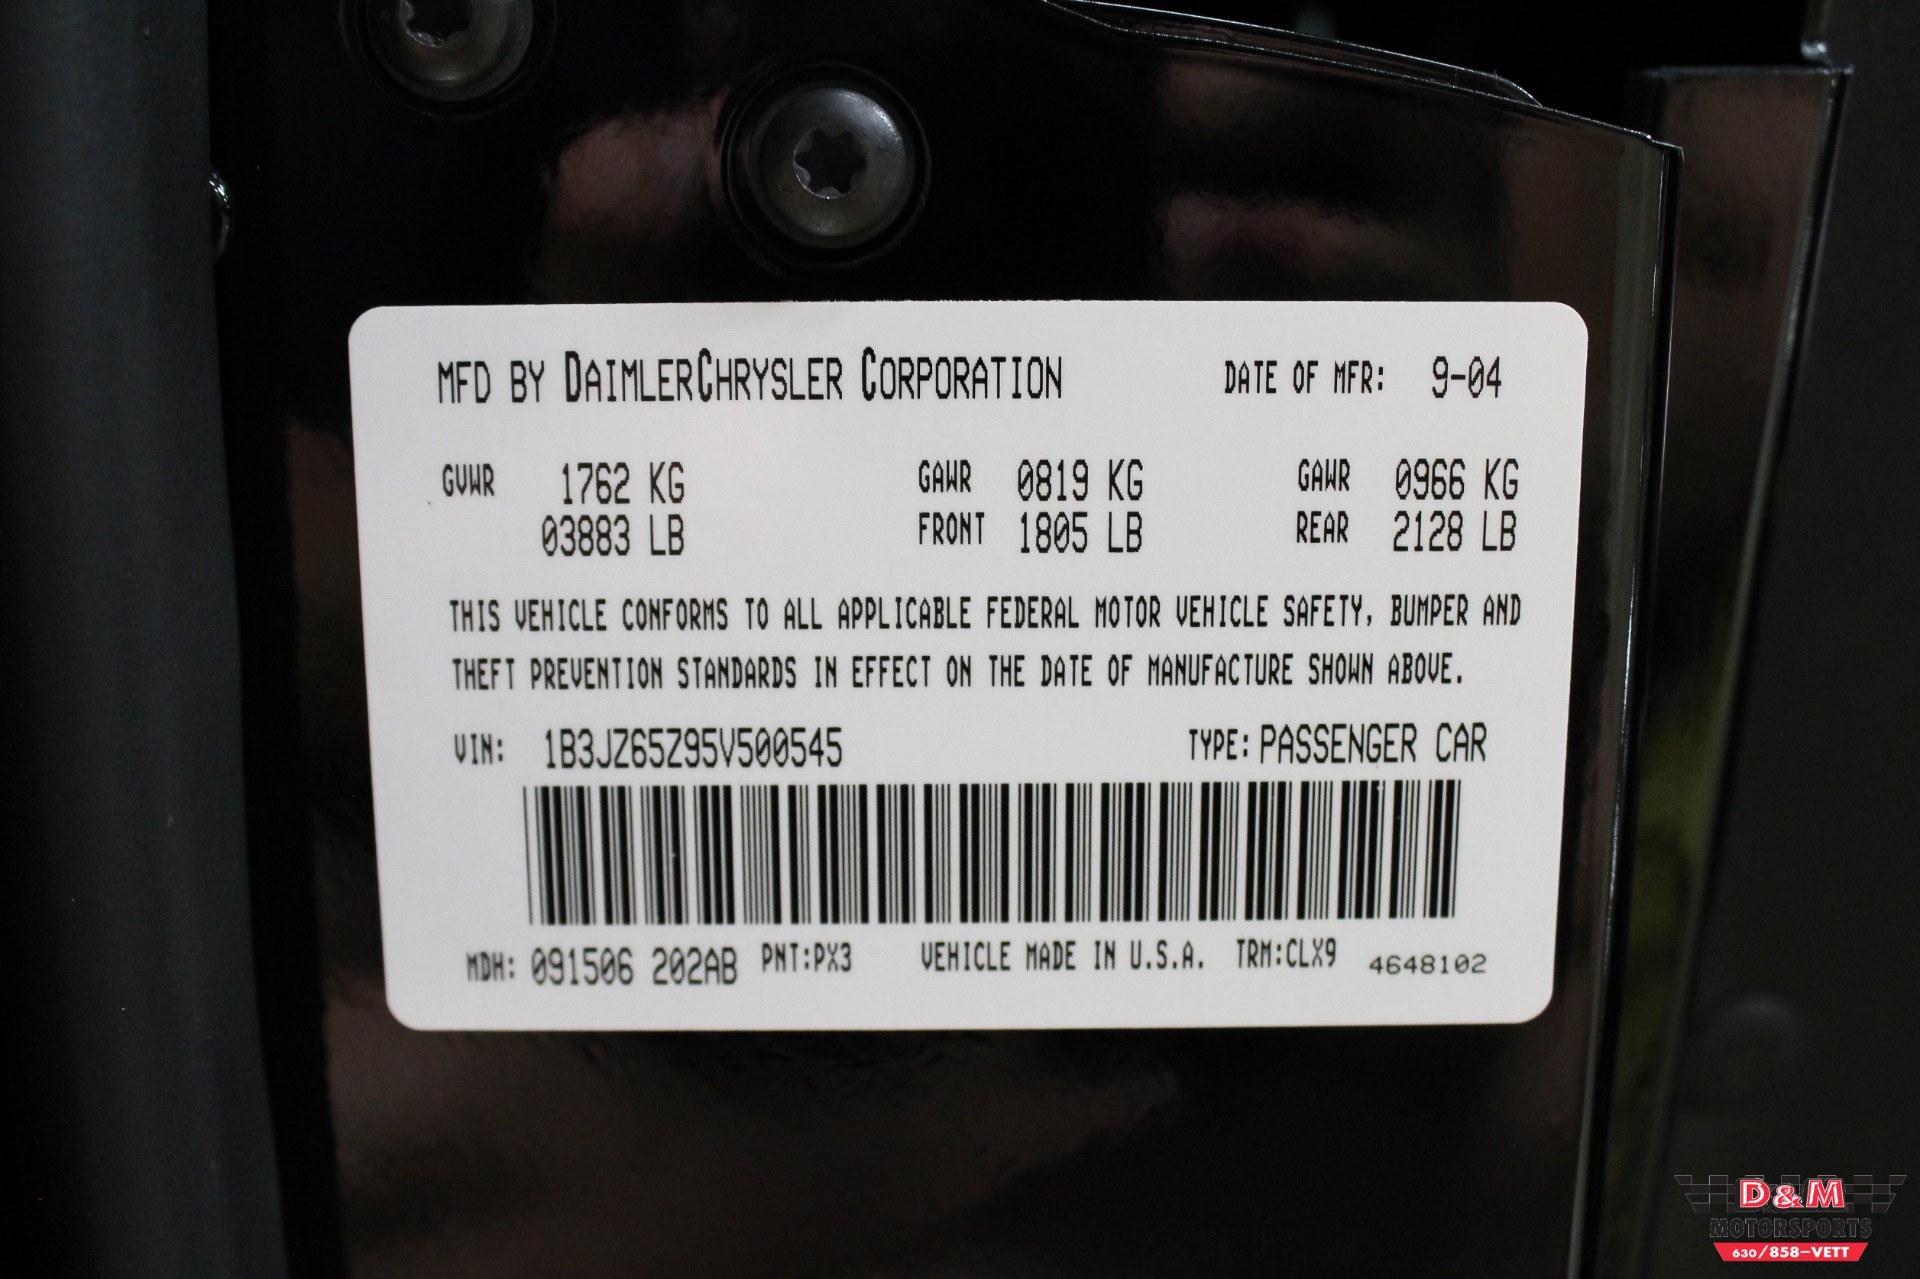 MFD BY DAIMLERCHRYSLER CORPORATION DATE OF MFR: 9-04
GVWR 1762 KG GAWR 0819 KG GAWR 0966 KG
03883 LB FRONT 1805 LB REAR 2128 LB
THIS VEHICLE CONFORMS TO ALL APPLICABLE FEDERAL MOTOR VEHICLE SAFETY, BUMPER AND
THEFT PREVENTION STANDARDS IN EFFECT ON THE DATE OF MANUFACTURE SHOWN ABOVE.
VIN: 1B3JZ65Z95V500545 TYPE: PASSENGER CAR
MDH: 091506 202AB PNT:PX3 VEHICLE MADE IN U.S.A. TRM:CLX9 4648102
D&M
MOTORSPORTS
630/858-VETT